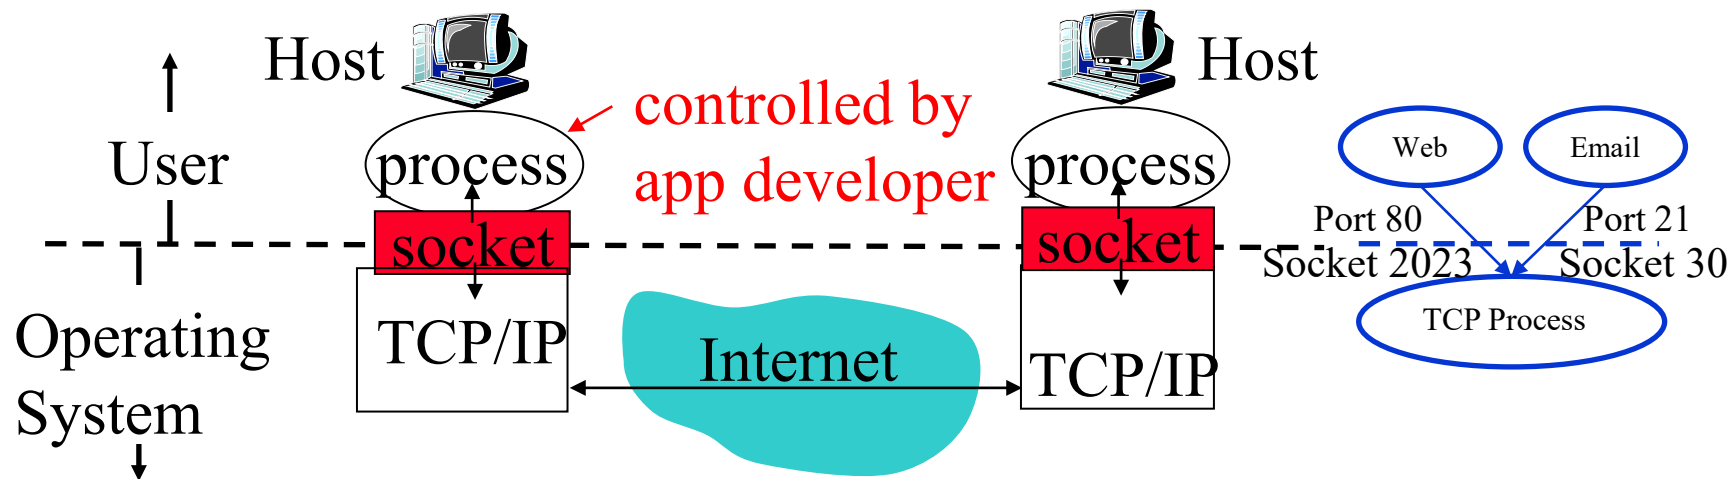 Host
Host
controlled by
app developer
User
process
process
Web
Email
Port 80
Port 21
socket
socket
Socket 2023
Socket 30
Operating
System
TCP/IP
Internet
TCP/IP
TCP Process